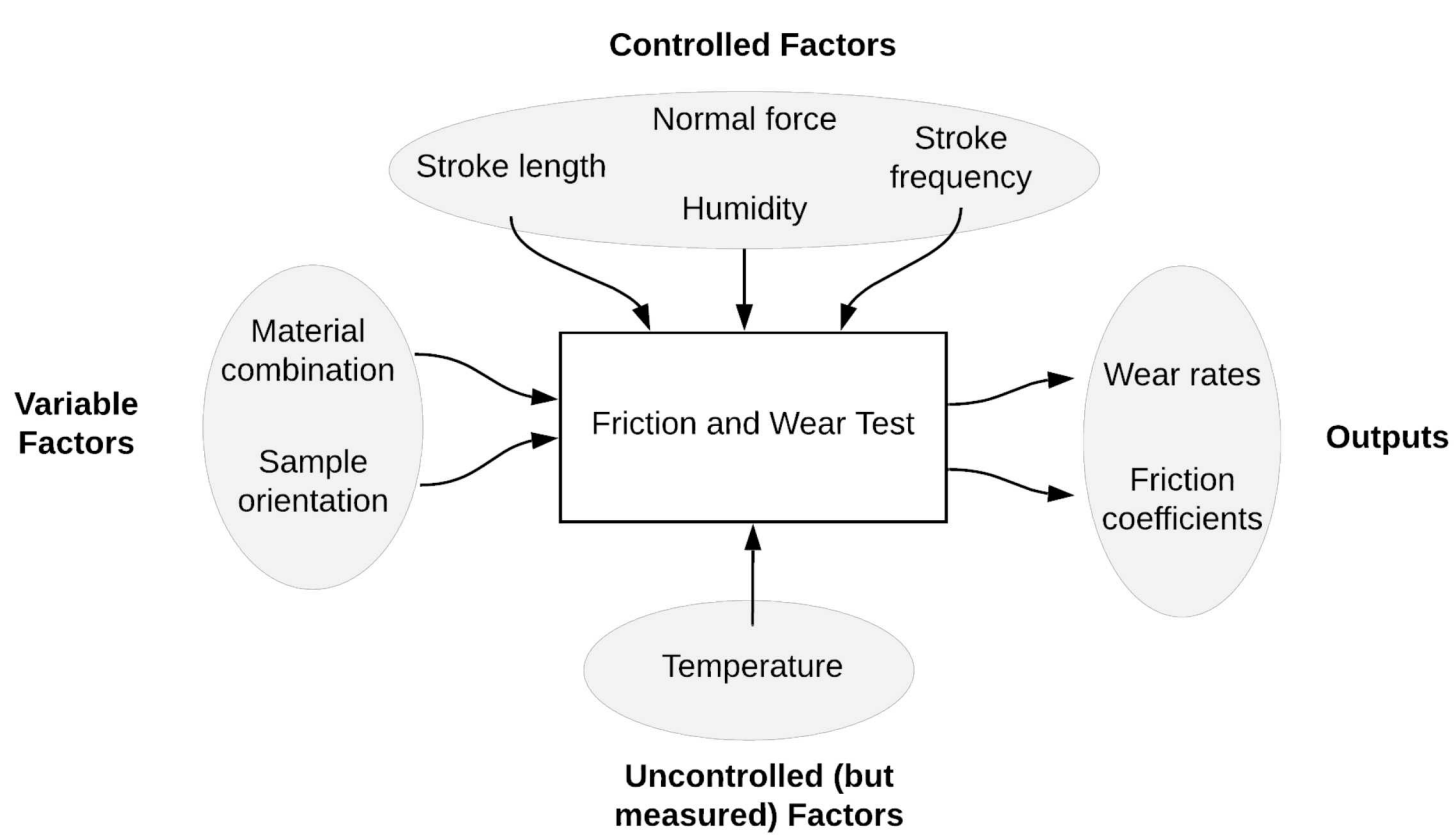 Controlled Factors
Normal force
Stroke
frequency
Stroke length
Humidity
Material
combination
Sample
orientation
Variable
Factors
Friction and Wear Test
Wear rates
Friction
coefficients
Outputs
Temperature
Uncontrolled (but
measured) Factors